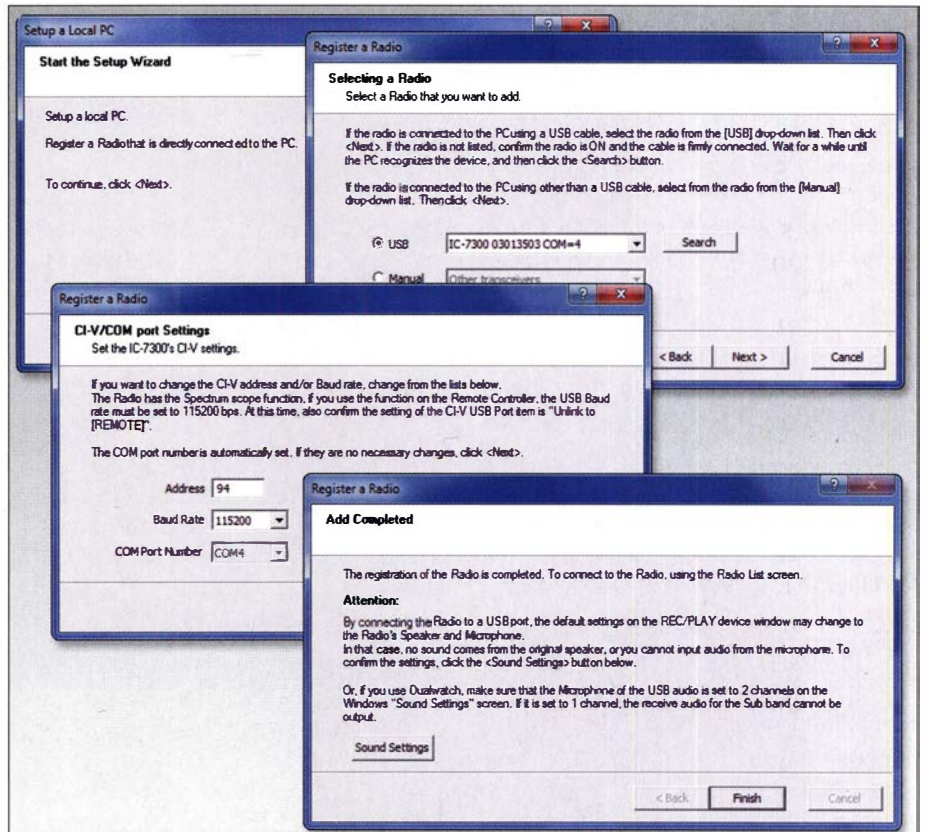 Setup a Local PC
Start the Setup Wizard
Setup a local PC.
Register a Radio that is directly connected to the PC.
To continue, click <Next>.
Register a Radio
Selecting a Radio
Select a Radio that you want to add.
If the radio is connected to the PC using a USB cable, select the radio from the [USB] drop-down list. Then click
<Next>. If the radio is not listed, confirm the radio is ON and the cable is firmly connected. Wait for a while until
the PC recognizes the device, and then click the <Search> button.
If the radio is connected to the PC using other than a USB cable, select from the radio from the [Manual]
drop-down list. Then click <Next>.
USB IC-7300 03013503 COM=4 Search
Manual Other transceivers
< Back Next > Cancel
Register a Radio
CI-V/COM port Settings
Set the IC-7300's CI-V settings.
If you want to change the CI-V address and/or Baud rate, change from the lists below.
The Radio has the Spectrum scope function, if you use the function on the Remote Controller, the USB Baud
rate must be set to 115200 bps. At this time, also confirm the setting of the CI-V USB Port item is "Unlink to
[REMOTE]".
The COM port number is automatically set. If they are no necessary changes, click <Next>.
Address 94
Baud Rate 115200
COM Port Number COM4
Register a Radio
Add Completed
The registration of the Radio is completed. To connect to the Radio, using the Radio List screen.
Attention:
By connecting the Radio to a USB port, the default settings on the REC/PLAY device window may change to
the Radio's Speaker and Microphone.
In that case, no sound comes from the original speaker, or you cannot input audio from the microphone. To
confirm the settings, click the <Sound Settings> button below.
Or, if you use Dualwatch, make sure that the Microphone of the USB audio is set to 2 channels on the
Windows "Sound Settings" screen. If it is set to 1 channel, the receive audio for the Sub band cannot be
output.
Sound Settings
< Back Finish Cancel